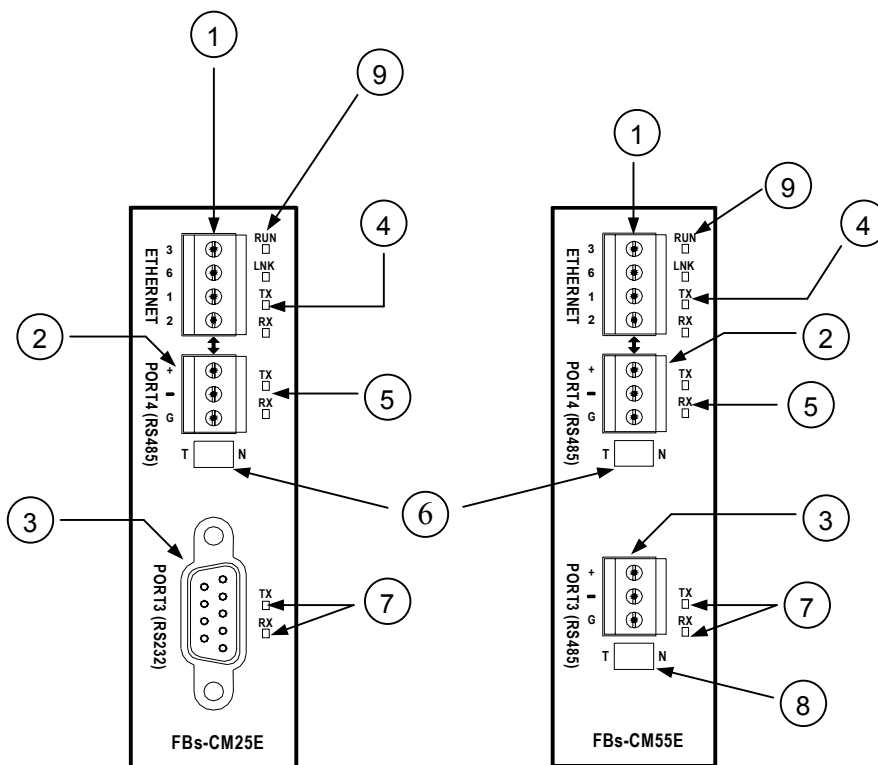 1
9
RUN
LNK
TX
RX
3
6
1
2
ETHERNET
4
2
+
-
G
PORT4 (RS485)
TX
RX
5
T
N
6
3
PORT3 (RS232)
TX
RX
7
FBs-CM25E
1
9
RUN
LNK
TX
RX
3
6
1
2
ETHERNET
4
2
+
-
G
PORT4 (RS485)
TX
RX
5
T
N
3
+
-
G
PORT3 (RS485)
TX
RX
7
T
N
8
FBs-CM55E